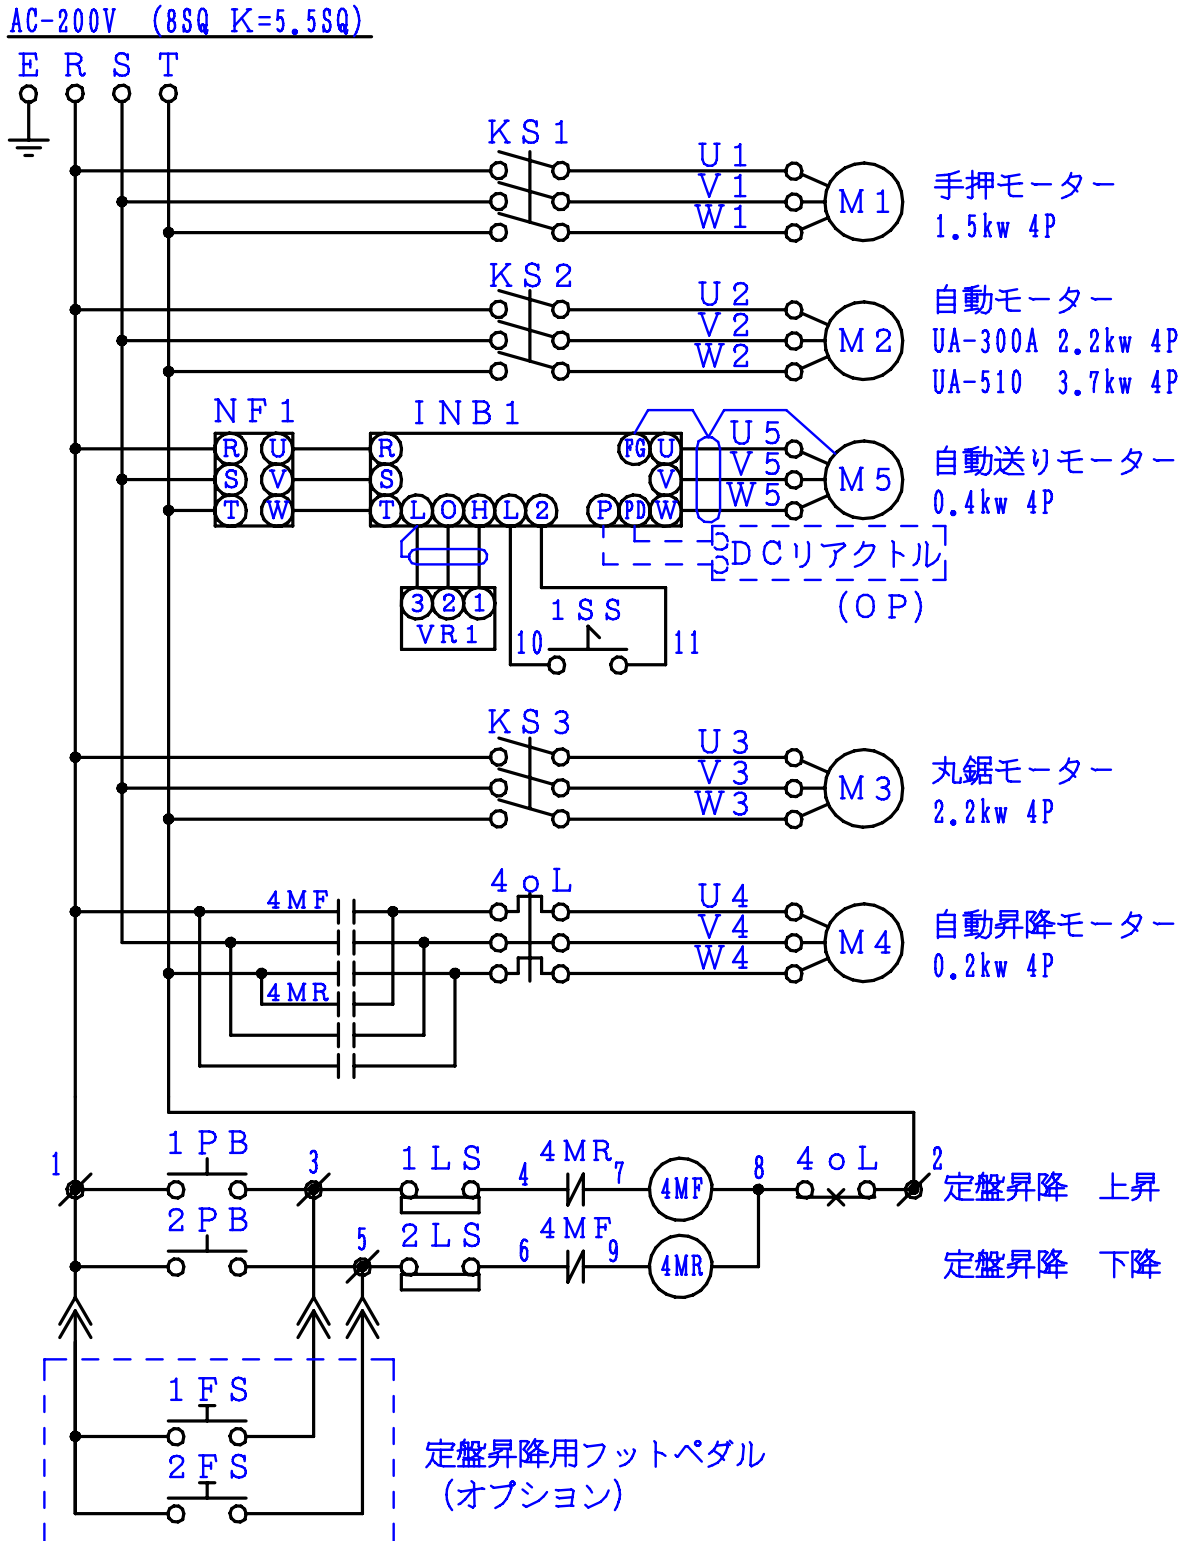 AC-200V (8SQ K=5.5SQ)
E R S T
KS1
U1
V1
W1
M1
手押モーター
1.5kw 4P
KS2
U2
V2
W2
M2
自動モーター
UA-300A 2.2kw 4P
UA-510 3.7kw 4P
NF1
R U
S V
T W
INB1
R FG U
S V
T L O H L 2 P PD W
U5
V5
W5
M5
自動送りモーター
0.4kw 4P
DCリアクトル
(OP)
3 2 1
VR1
1SS
10
11
KS3
U3
V3
W3
M3
丸鋸モーター
2.2kw 4P
4MF
4MR
4oL
U4
V4
W4
M4
自動昇降モーター
0.2kw 4P
1
1PB
3
1LS
4
4MR
7
4MF
8
4oL
2
定盤昇降 上昇
2PB
5
2LS
6
4MF
9
4MR
定盤昇降 下降
1FS
2FS
定盤昇降用フットペダル
(オプション)